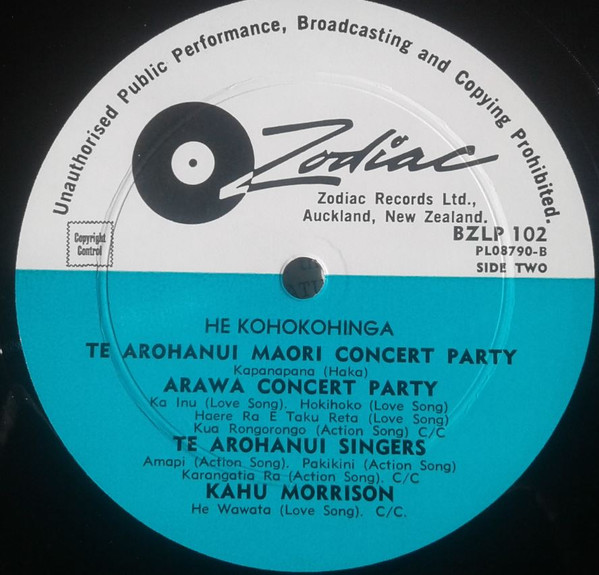 Unauthorised Public Performance, Broadcasting and Copying Prohibited.
Zodiac
Zodiac Records Ltd.,
Auckland, New Zealand.
Copyright
Control
BZLP 102
PL08790-B
SIDE TWO
HE KOHOKOHINGA
TE AROHANUI MAORI CONCERT PARTY
Kapanapana (Haka)
ARAWA CONCERT PARTY
Ka Inu (Love Song). Hokihoko (Love Song)
Haere Ra E Taku Reta (Love Song)
Kua Rongorongo (Action Song) C/C
TE AROHANUI SINGERS
Amapi (Action Song). Pakikini (Action Song)
Karangatia Ra (Action Song). C/C
KAHU MORRISON
He Wawata (Love Song). C/C.